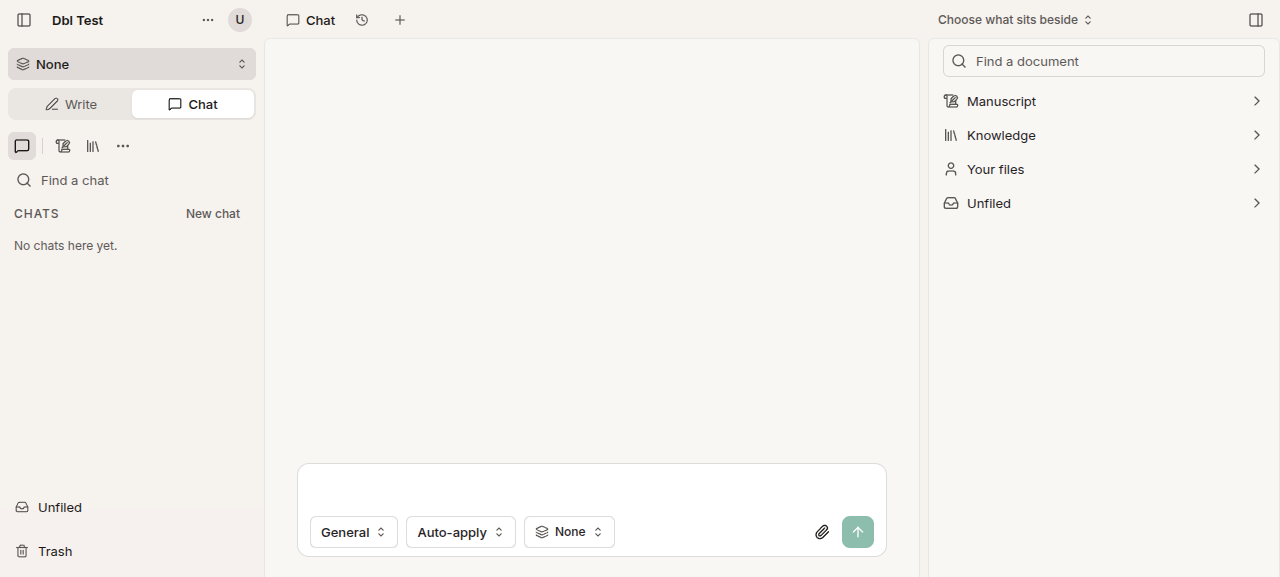 Dbl Test
U
None
Write
Chat
Find a chat
CHATS
New chat
No chats here yet.
Unfiled
Trash
Chat
General
Auto-apply
None
Choose what sits beside
Find a document
Manuscript
Knowledge
Your files
Unfiled